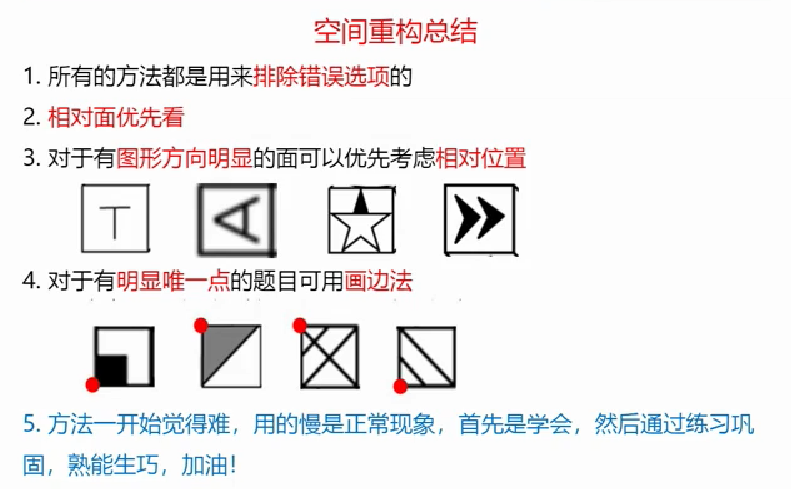 空间重构总结
1. 所有的方法都是用来排除错误选项的
2. 相对面优先看
3. 对于有图形方向明显的面可以优先考虑相对位置
T A
4. 对于有明显唯一点的题目可用画边法
5. 方法一开始觉得难，用的慢是正常现象，首先是学会，然后通过练习巩
固，熟能生巧，加油！